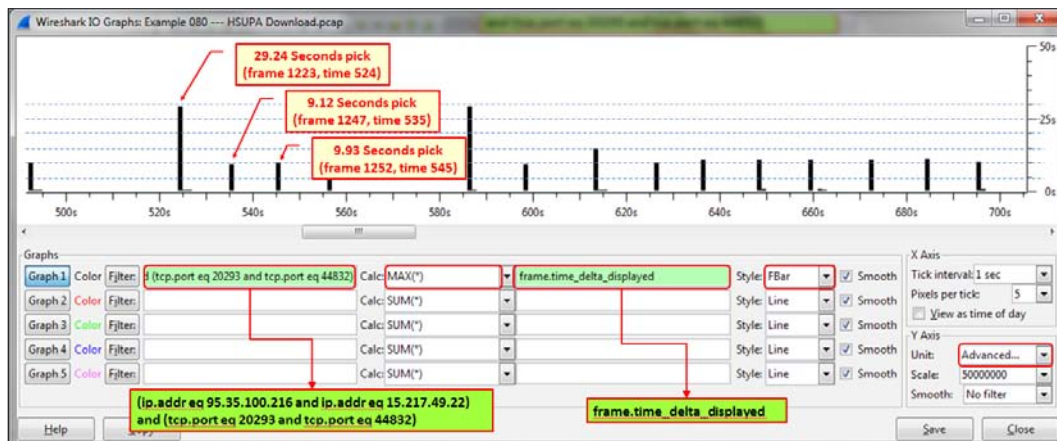 Wireshark IO Graphs: Example 080 --- HSUPA Download.pcap
29.24 Seconds pick
(frame 1223, time 524)
9.12 Seconds pick
(frame 1247, time 535)
9.93 Seconds pick
(frame 1252, time 545)
50s
25s
0s
500s 520s 540s 560s 580s 600s 620s 640s 660s 680s 700s
Graphs
Graph 1 Color Filter: (tcp.port eq 20293 and tcp.port eq 44832) Calc: MAX(*) frame.time_delta_displayed Style: FBar Smooth
Graph 2 Color Filter: Calc: SUM(*) Style: Line Smooth
Graph 3 Color Filter: Calc: SUM(*) Style: Line Smooth
Graph 4 Color Filter: Calc: SUM(*) Style: Line Smooth
Graph 5 Color Filter: Calc: SUM(*) Style: Line Smooth
X Axis
Tick interval: 1 sec
Pixels per tick: 5
View as time of day
Y Axis
Unit: Advanced...
Scale: 50000000
Smooth: No filter
(ip.addr eq 95.35.100.216 and ip.addr eq 15.217.49.22)
and (tcp.port eq 20293 and tcp.port eq 44832)
frame.time_delta_displayed
Help Save Close